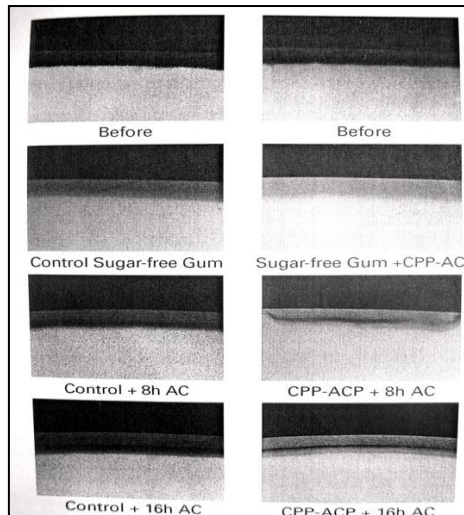 Before
Before
Control Sugar-free Gum
Sugar-free Gum +CPP-AC
Control + 8h AC
CPP-ACP + 8h AC
Control + 16h AC
CPP-ACP + 16h AC